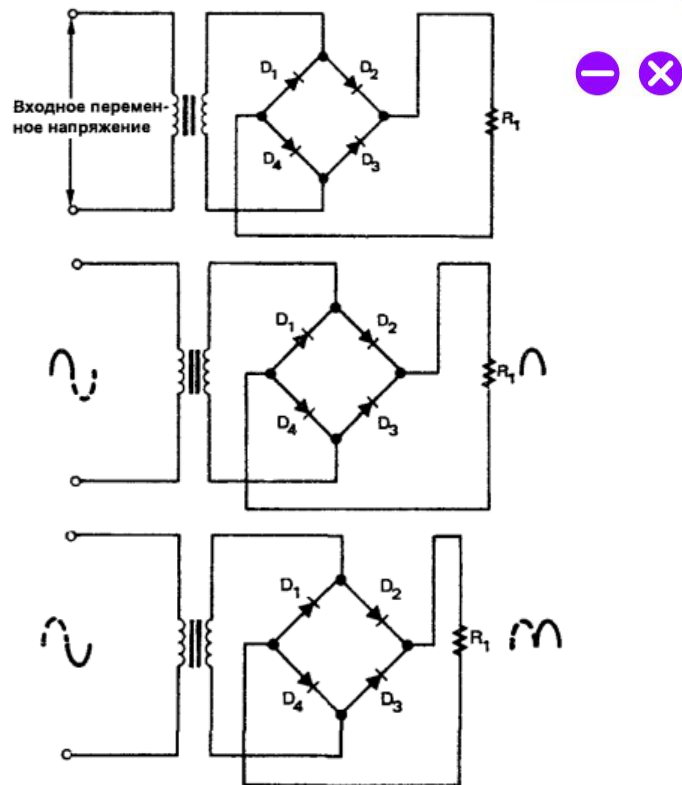 D1
D2
Входное перемен-
ное напряжение
R1
D4
D3
D1
D2
R1
D4
D3
D1
D2
R1
D4
D3